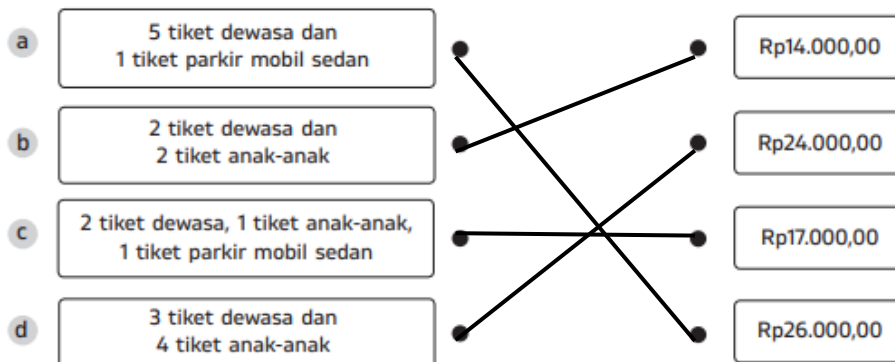 a
5 tiket dewasa dan
1 tiket parkir mobil sedan
Rp14.000,00
b
2 tiket dewasa dan
2 tiket anak-anak
Rp24.000,00
c
2 tiket dewasa, 1 tiket anak-anak,
1 tiket parkir mobil sedan
Rp17.000,00
d
3 tiket dewasa dan
4 tiket anak-anak
Rp26.000,00